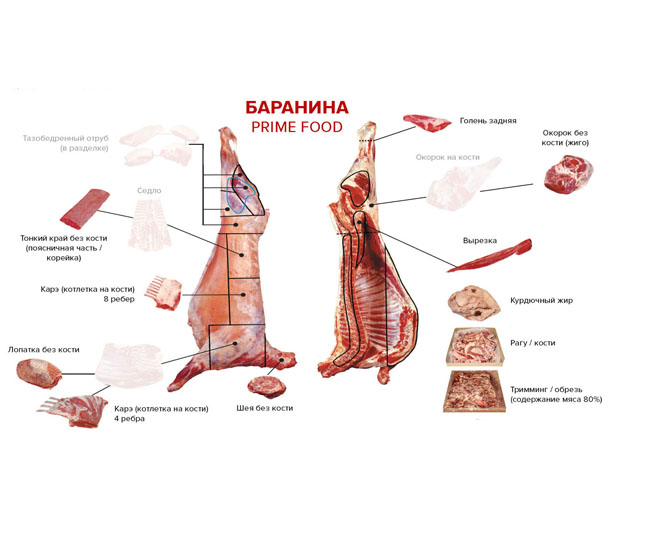 БАРАНИНА
PRIME FOOD
Тазобедренный отруб
(в разделке)
Седло
Тонкий край без кости
(поясничная часть /
корейка)
Карэ (котлетка на кости)
8 ребер
Лопатка без кости
Карэ (котлетка на кости)
4 ребра
Шея без кости
Голень задняя
Окорок на кости
Окорок без
кости (жиго)
Вырезка
Курдючный жир
Рагу / кости
Тримминг / обрезь
(содержание мяса 80%)